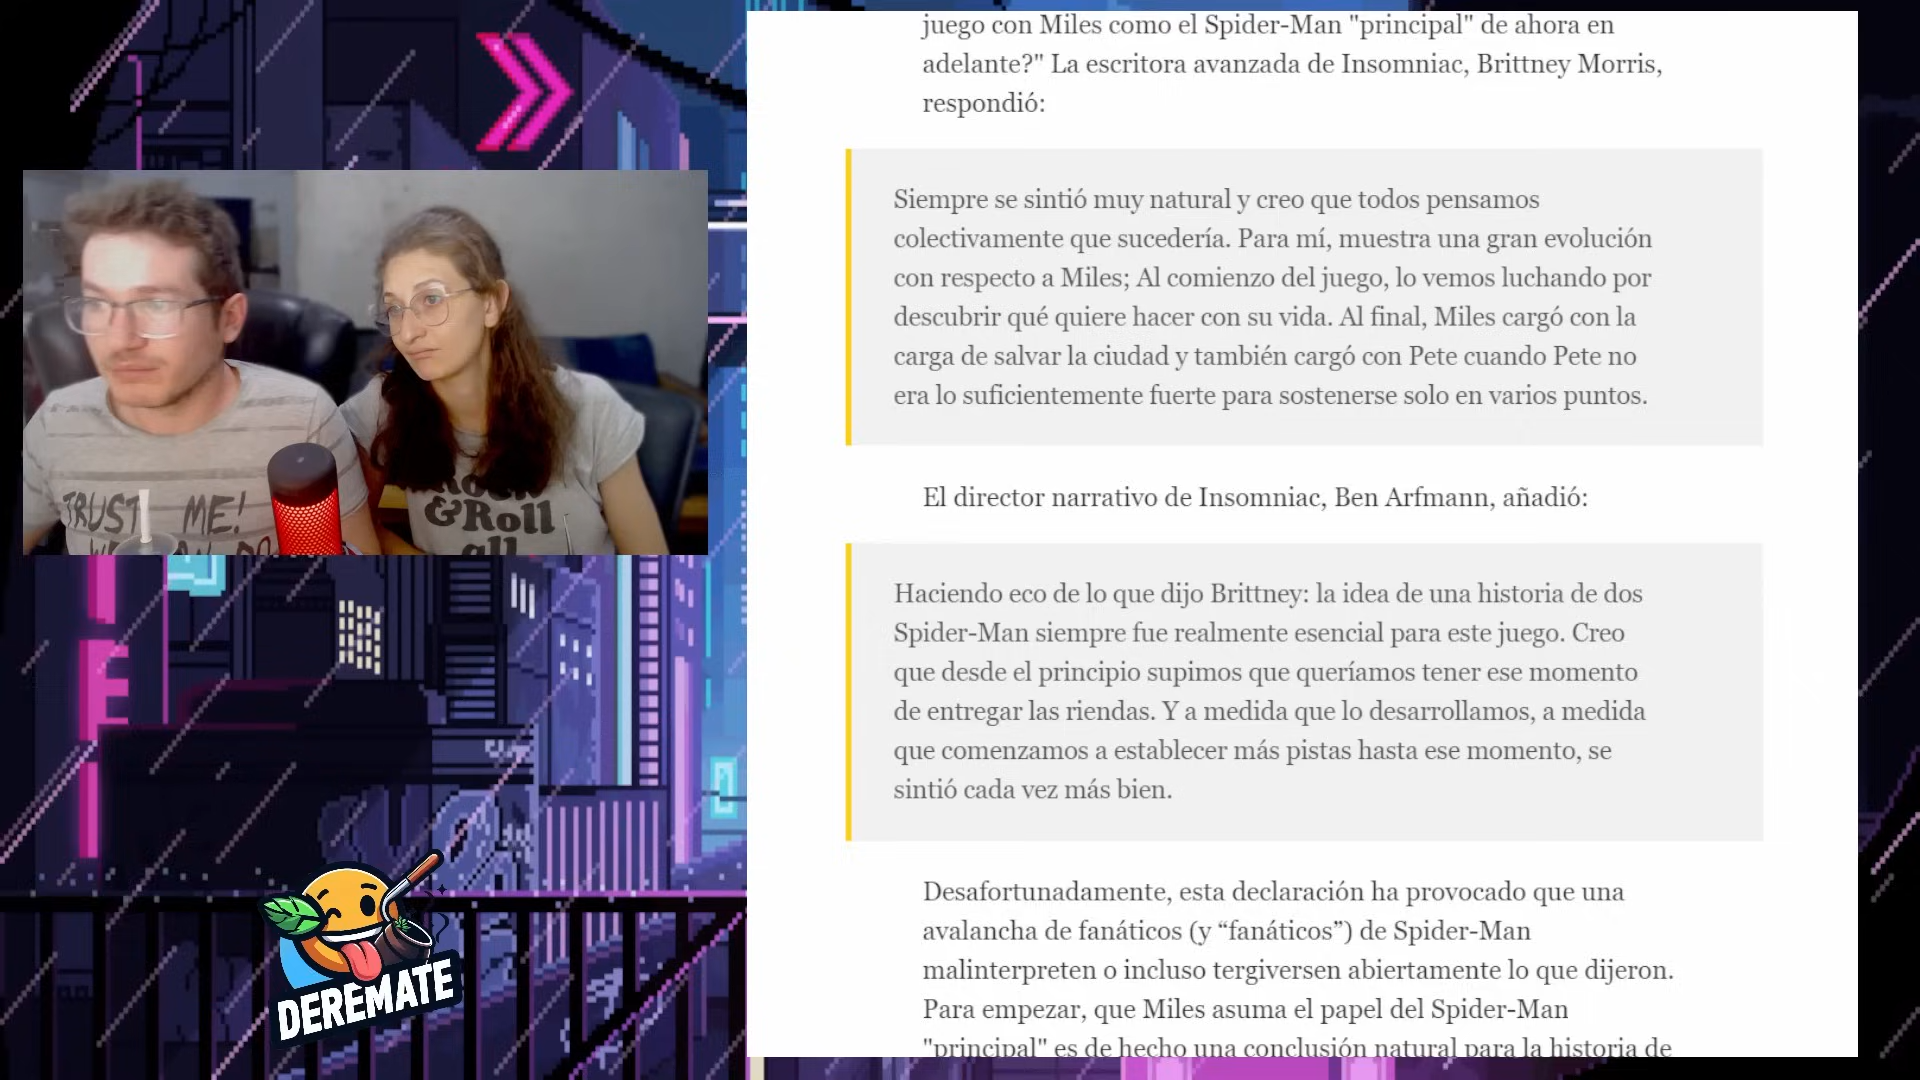 juego con Miles como el Spider-Man "principal" de ahora en
adelante?" La escritora avanzada de Insomniac, Brittney Morris,
respondió:
Siempre se sintió muy natural y creo que todos pensamos
colectivamente que sucedería. Para mí, muestra una gran evolución
con respecto a Miles; Al comienzo del juego, lo vemos luchando por
descubrir qué quiere hacer con su vida. Al final, Miles cargó con la
carga de salvar la ciudad y también cargó con Pete cuando Pete no
era lo suficientemente fuerte para sostenerse solo en varios puntos.
El director narrativo de Insomniac, Ben Arfmann, añadió:
Haciendo eco de lo que dijo Brittney: la idea de una historia de dos
Spider-Man siempre fue realmente esencial para este juego. Creo
que desde el principio supimos que queríamos tener ese momento
de entregar las riendas. Y a medida que lo desarrollamos, a medida
que comenzamos a establecer más pistas hasta ese momento, se
sintió cada vez más bien.
Desafortunadamente, esta declaración ha provocado que una
avalancha de fanáticos (y “fanáticos”) de Spider-Man
malinterpreten o incluso tergiversen abiertamente lo que dijeron.
Para empezar, que Miles asuma el papel del Spider-Man
"principal" es de hecho una conclusión natural para la historia de
TRUST ME!
Rock
&Roll
all
DEREMATE